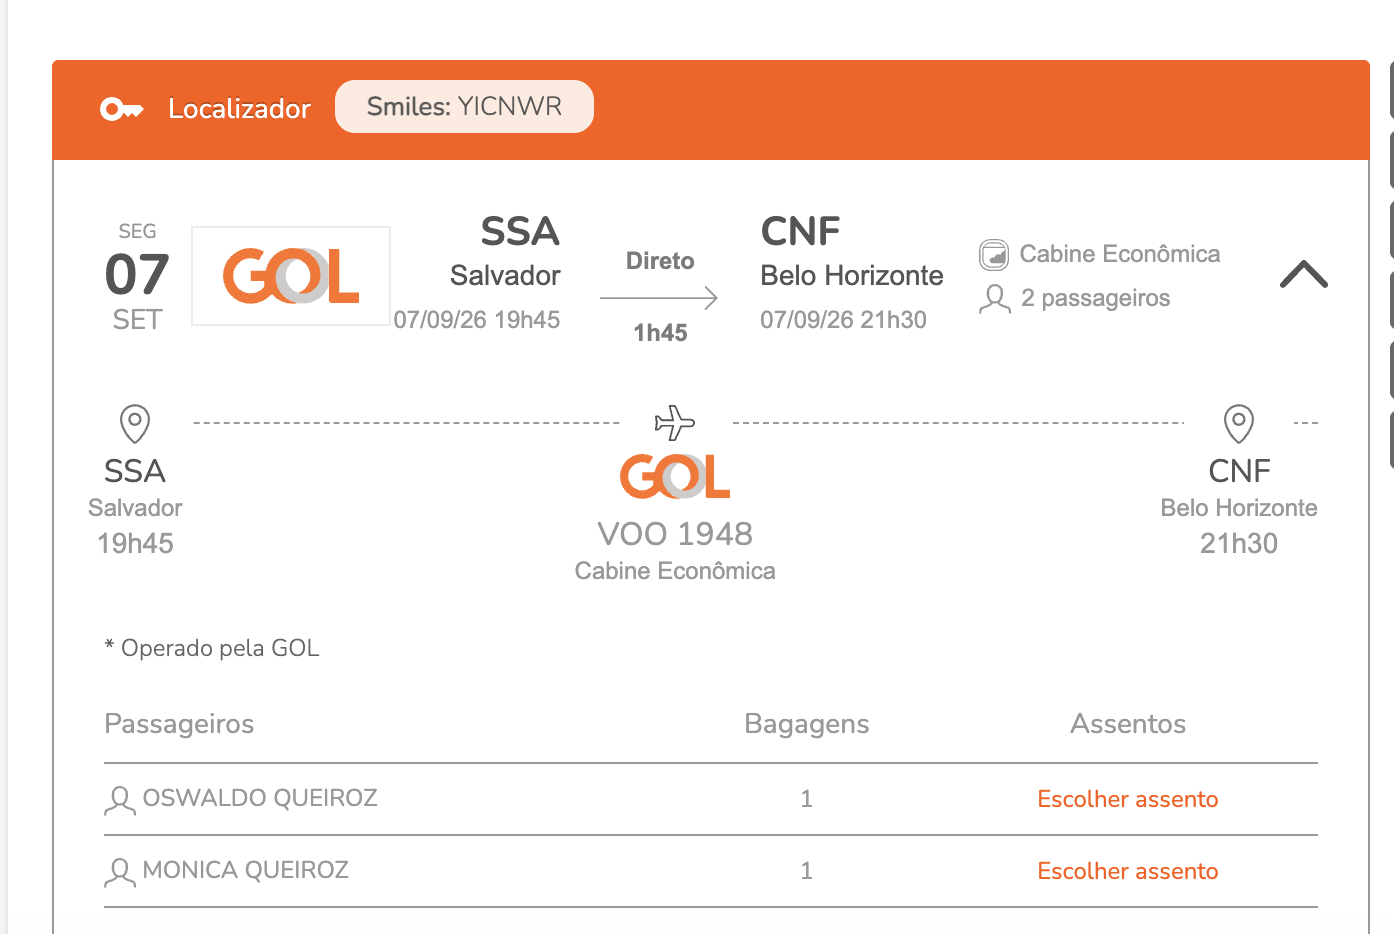 Localizador
Smiles: YICNWR
SEG
07
SET
GOL
SSA
Salvador
07/09/26 19h45
Direto
1h45
CNF
Belo Horizonte
07/09/26 21h30
Cabine Econômica
2 passageiros
SSA
Salvador
19h45
GOL
VOO 1948
Cabine Econômica
CNF
Belo Horizonte
21h30
* Operado pela GOL
Passageiros Bagagens Assentos
OSWALDO QUEIROZ 1 Escolher assento
MONICA QUEIROZ 1 Escolher assento